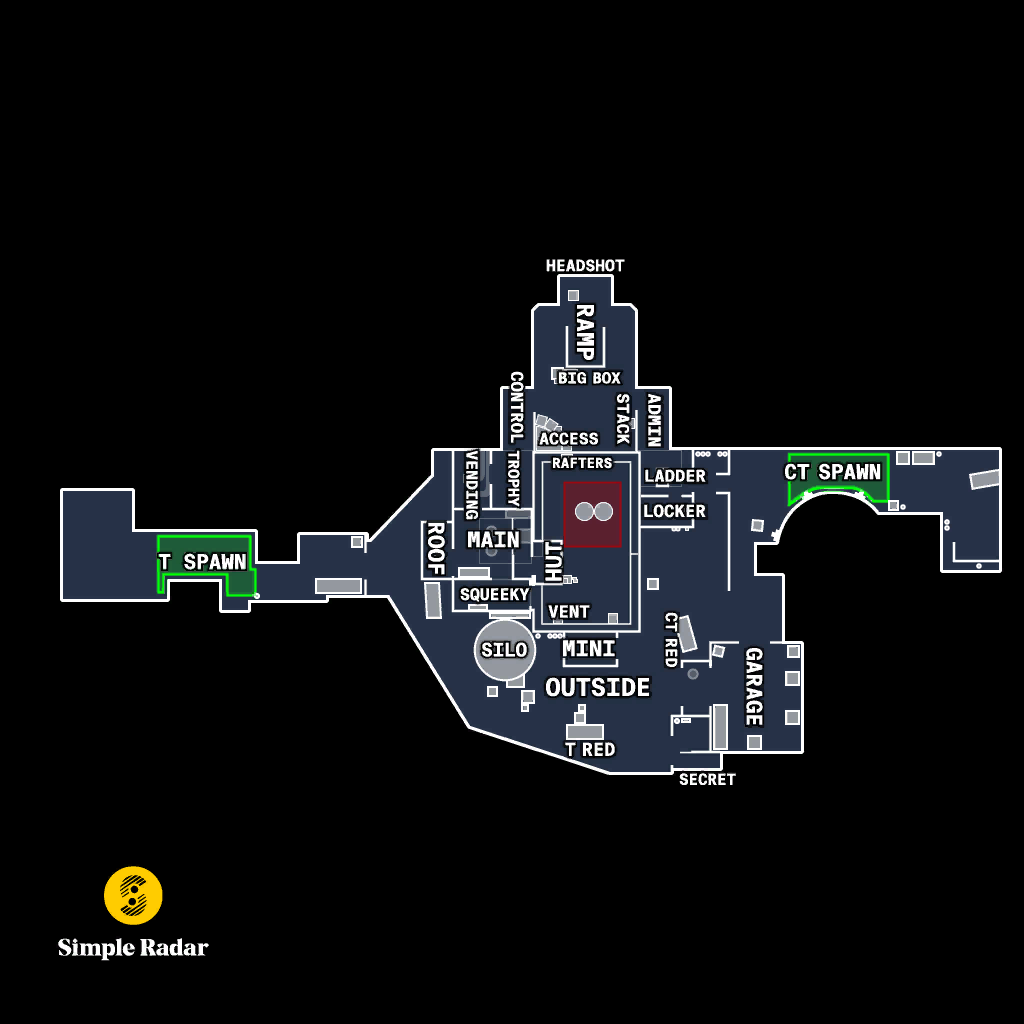 HEADSHOT
RAMP
BIG BOX
CONTROL
STACK
ADMIN
ACCESS
VENDING
TROPHY
RAFTERS
LADDER
CT SPAWN
LOCKER
ROOF
MAIN
HUT
T SPAWN
SQUEEKY
VENT
CT RED
SILO
MINI
GARAGE
OUTSIDE
T RED
SECRET
S
Simple Radar